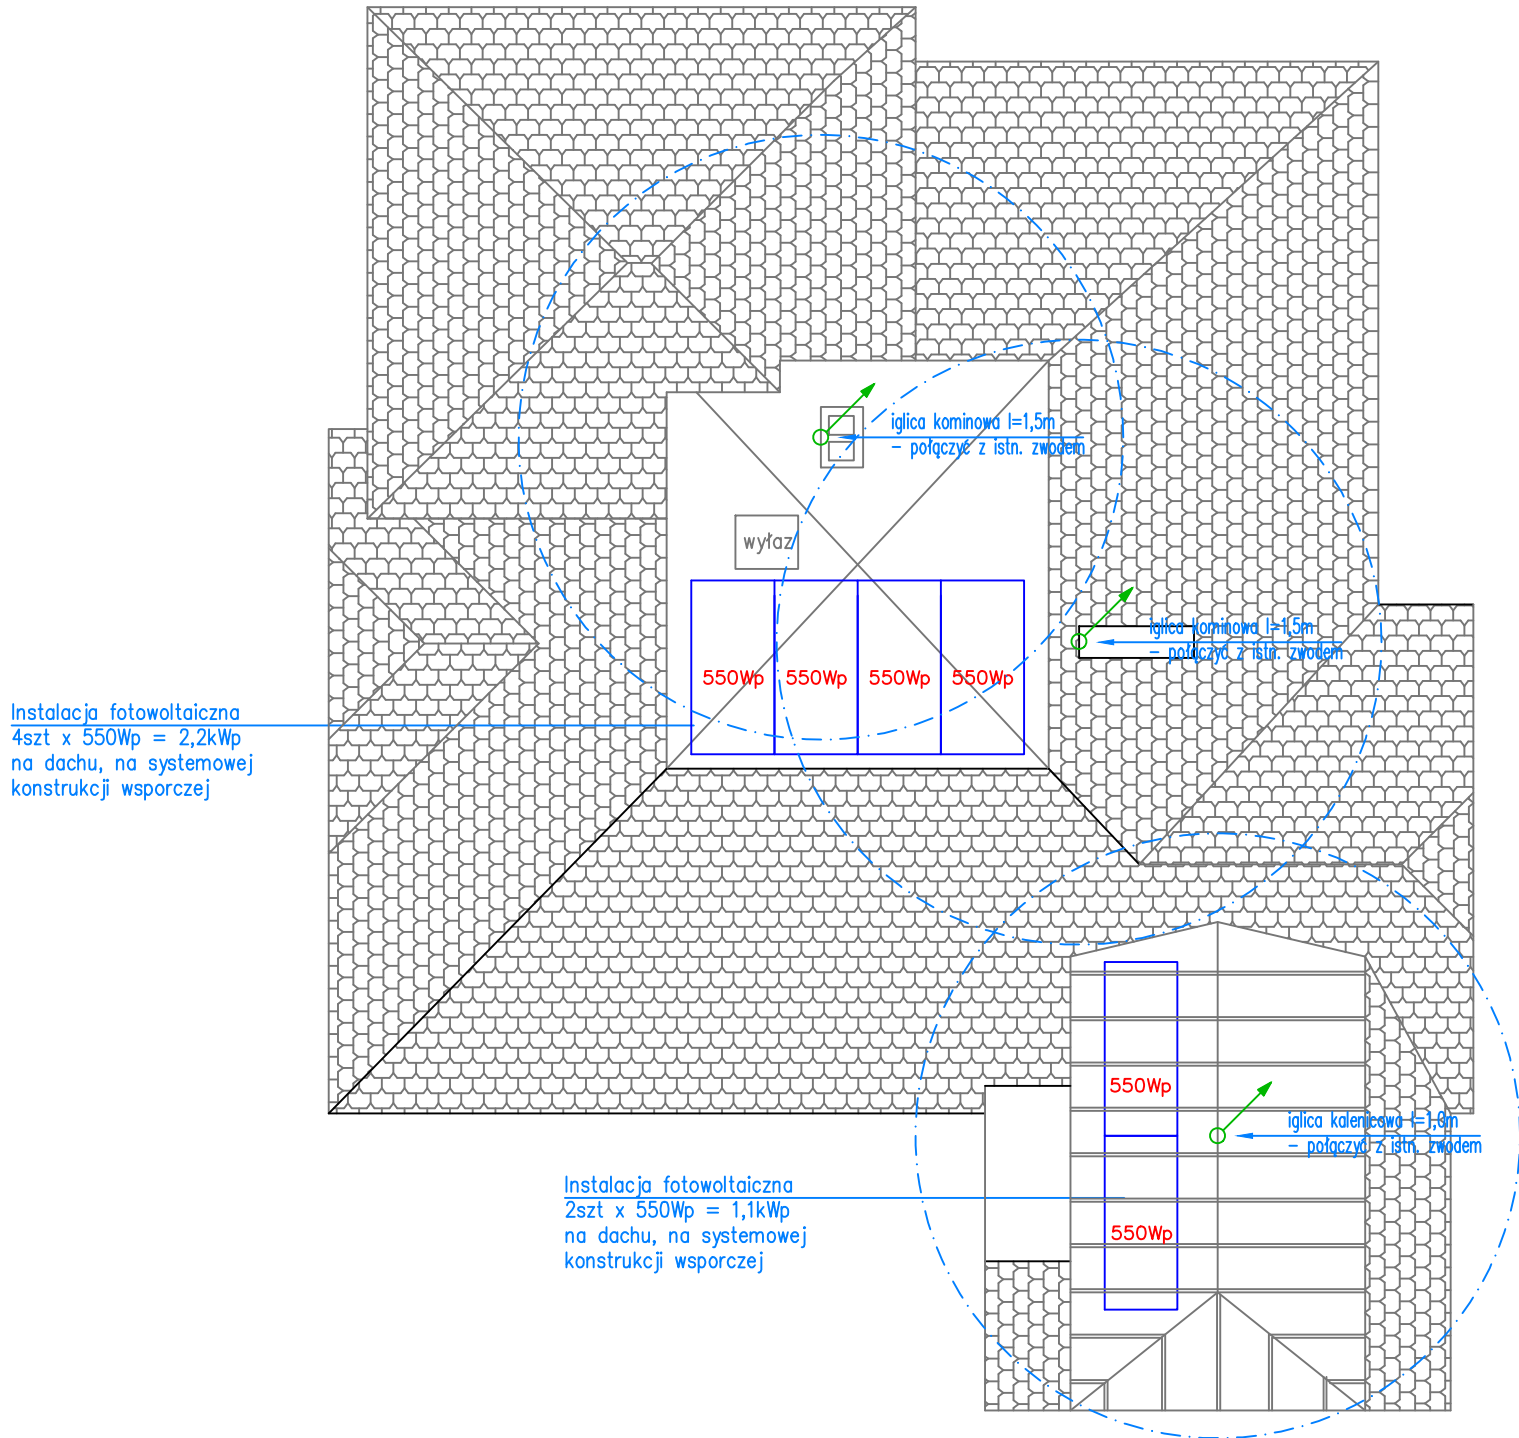 iglica kominowa l=1,5m
– połączyć z istn. zwodem
wyłaz
iglica kominowa l=1,5m
– połączyć z istn. zwodem
550Wp 550Wp 550Wp 550Wp
Instalacja fotowoltaiczna
4szt x 550Wp = 2,2kWp
na dachu, na systemowej
konstrukcji wsporczej
550Wp
iglica kalenicowa l=1,0m
– połączyć z istn. zwodem
Instalacja fotowoltaiczna
2szt x 550Wp = 1,1kWp
na dachu, na systemowej
konstrukcji wsporczej
550Wp